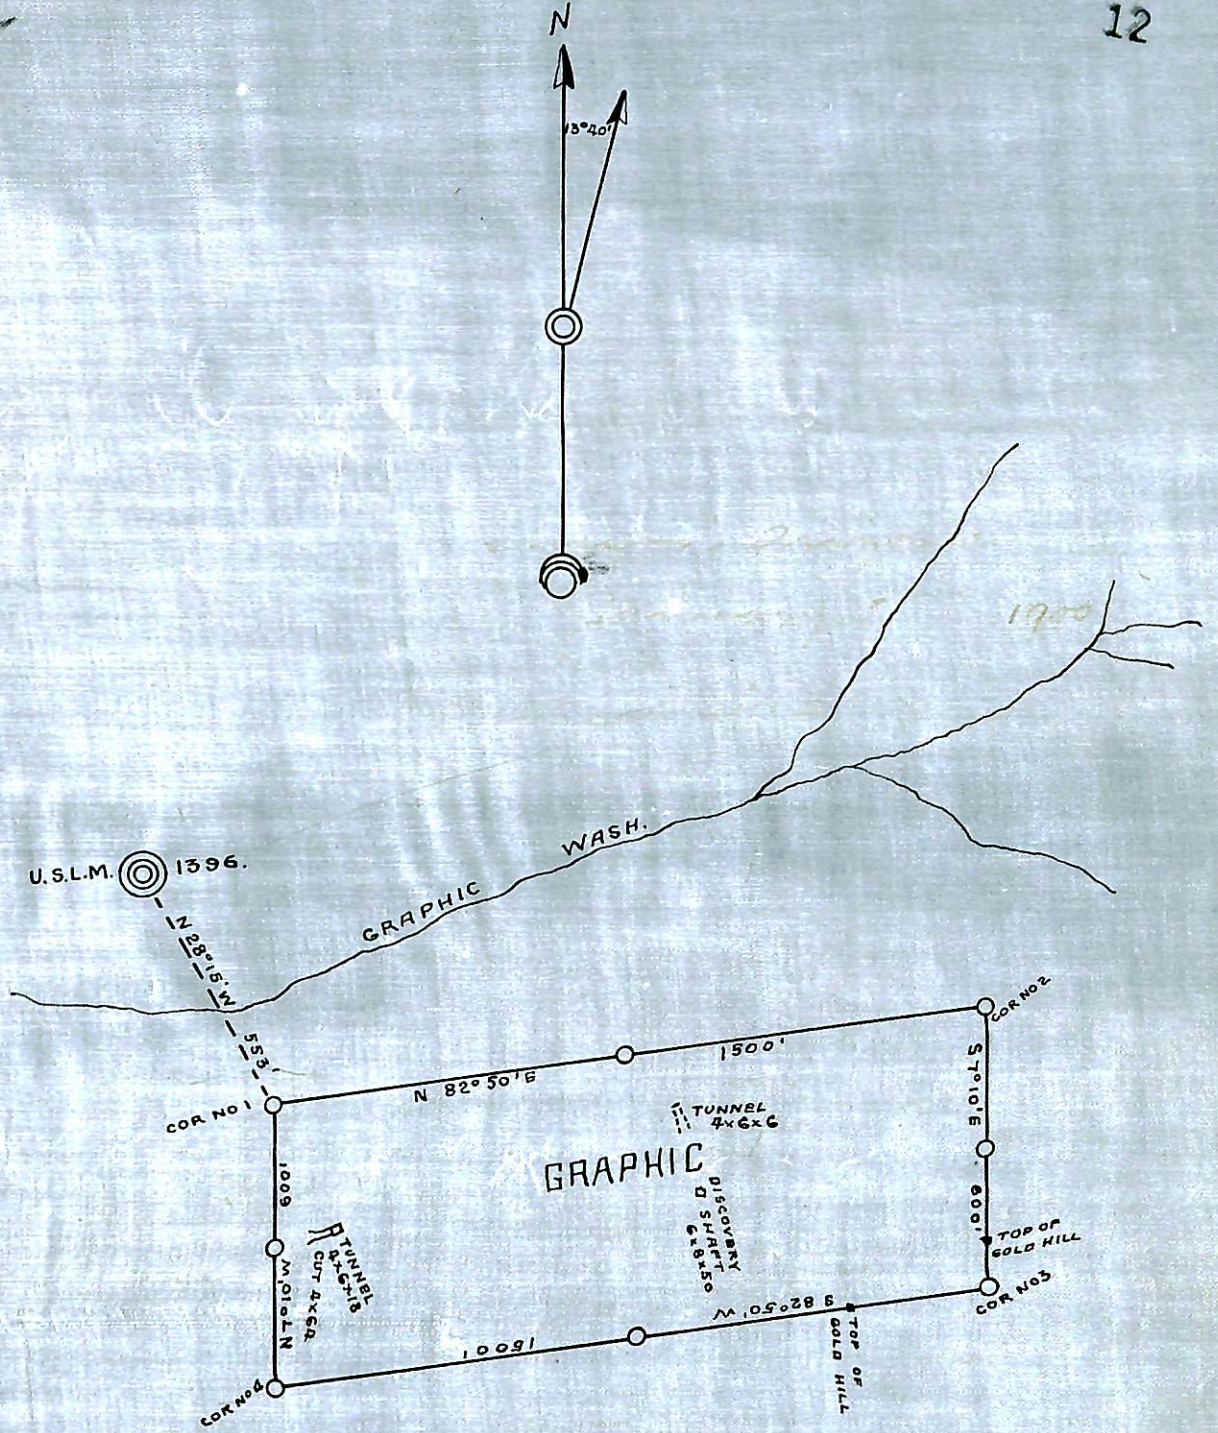 12
N
13°40'
1900
U.S.L.M. 1396.
GRAPHIC WASH.
N 28°15' W 553'
COR NO 1
N 82° 50' E 1500'
COR NO 2
S 7°10' E 600'
TOP OF
GOLD HILL
COR NO 3
S 82°50' W 1500'
TOP OF
GOLD HILL
COR NO 4
N 7°10' W 600'
TUNNEL
4x6x6
GRAPHIC
DISCOVERY
SHAFT
6x8x50
TUNNEL
4x6x18
CUT 4x6